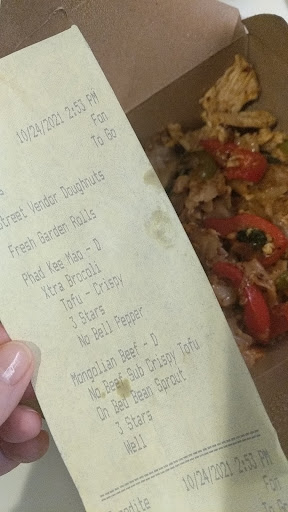 10/24/2021 2:53 PM
Fon
To Go
Street Vendor Doughnuts
Fresh Garden Rolls
Phad Kee Mao - D
Xtra Brocoli
Tofu - Crispy
3 Stars
No Bell Pepper
Mongolian Beef - D
No Beef Sub Crispy Tofu
On Bed Bean Sprout
3 Stars
Well
10/24/2021 2:53 PM
Fon
To Go